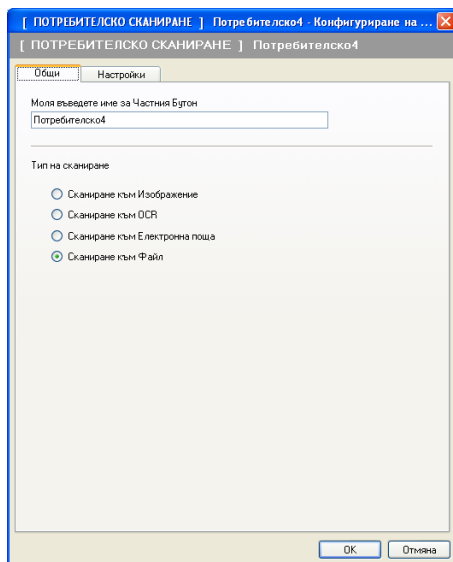 [ ПОТРЕБИТЕЛСКО СКАНИРАНЕ ] Потребителско4 - Конфигуриране на ...
[ ПОТРЕБИТЕЛСКО СКАНИРАНЕ ] Потребителско4
Общи Настройки
Моля въведете име за Частния Бутон
Потребителско4
Тип на сканиране
Сканиране към Изображение
Сканиране към OCR
Сканиране към Електронна поща
Сканиране към Файл
OK Отмяна